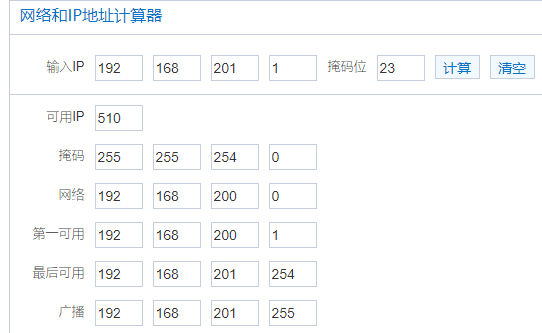 网络和IP地址计算器
输入IP 192 168 201 1 掩码位 23 计算 清空
可用IP 510
掩码 255 255 254 0
网络 192 168 200 0
第一可用 192 168 200 1
最后可用 192 168 201 254
广播 192 168 201 255